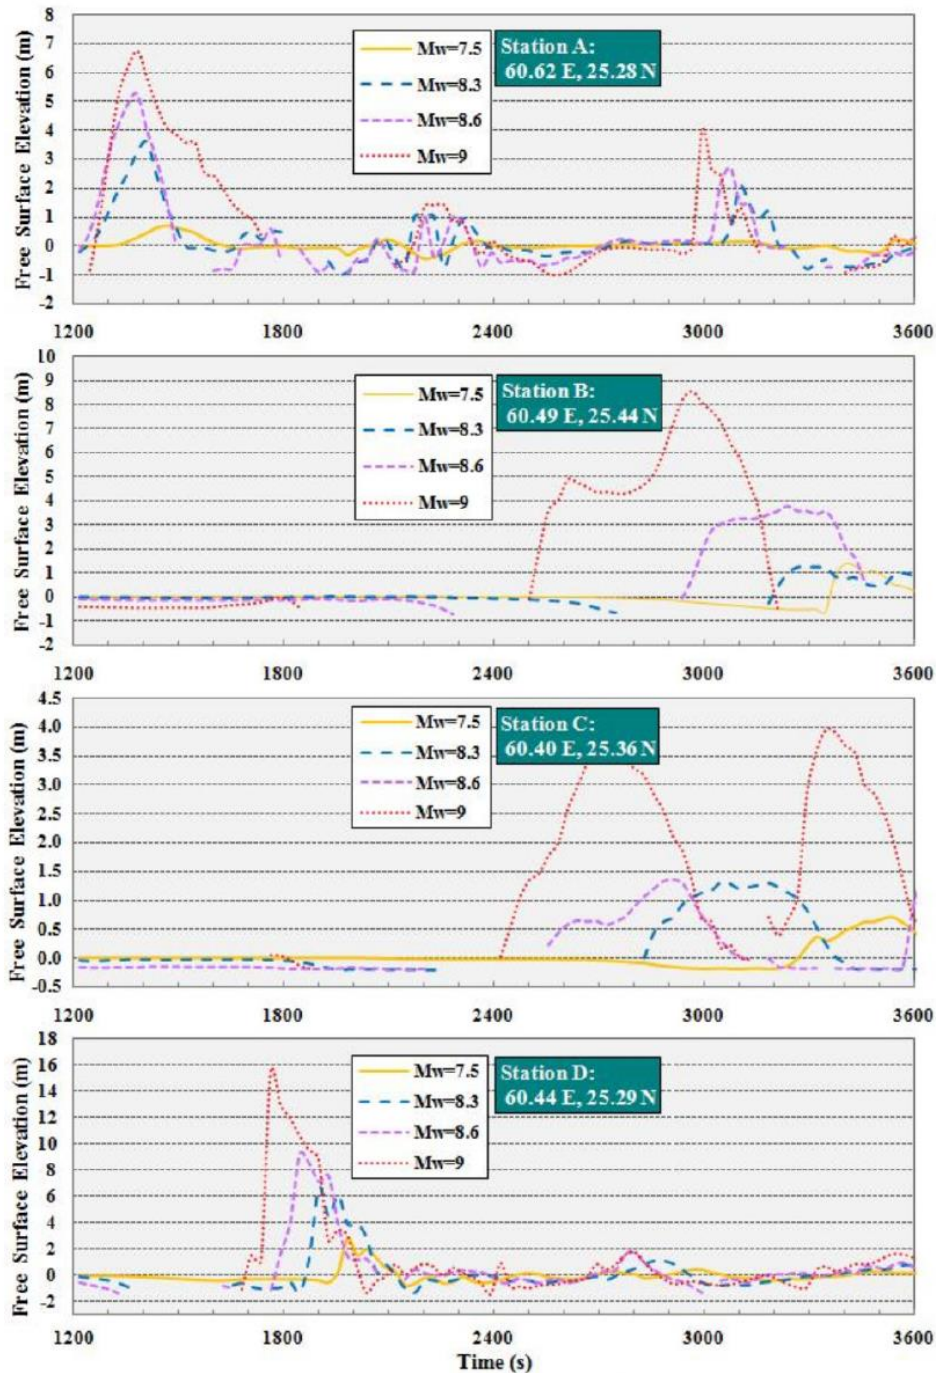 Free Surface Elevation (m)
8
7
6
5
4
3
2
1
0
-1
-2
Mw=7.5
Mw=8.3
Mw=8.6
Mw=9
Station A:
60.62 E, 25.28 N
1200 1800 2400 3000 3600
Free Surface Elevation (m)
10
9
8
7
6
5
4
3
2
1
0
-1
-2
Mw=7.5
Mw=8.3
Mw=8.6
Mw=9
Station B:
60.49 E, 25.44 N
1200 1800 2400 3000 3600
Free Surface Elevation (m)
4.5
4.0
3.5
3.0
2.5
2.0
1.5
1.0
0.5
0.0
-0.5
Mw=7.5
Mw=8.3
Mw=8.6
Mw=9
Station C:
60.40 E, 25.36 N
1200 1800 2400 3000 3600
Free Surface Elevation (m)
18
16
14
12
10
8
6
4
2
0
-2
Mw=7.5
Mw=8.3
Mw=8.6
Mw=9
Station D:
60.44 E, 25.29 N
1200 1800 2400 3000 3600
Time (s)